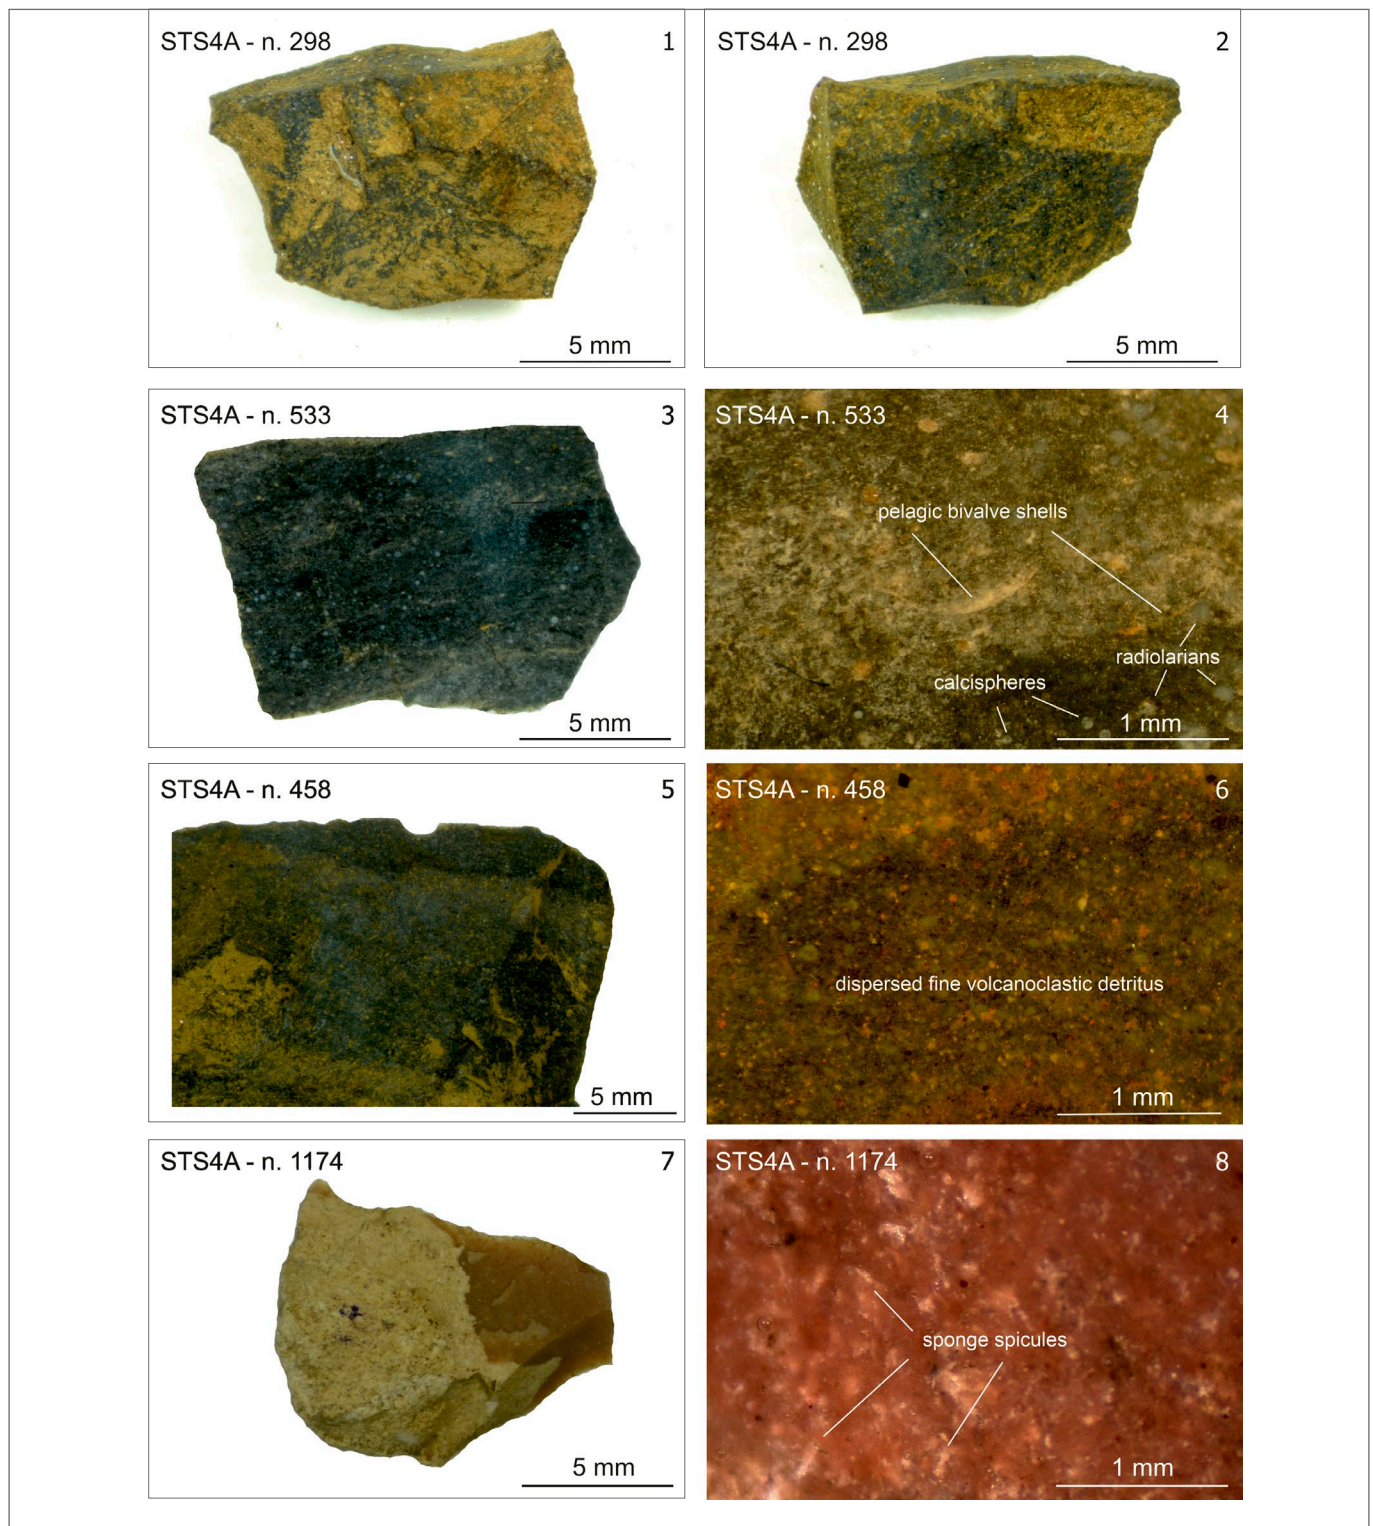 STS4A - n. 298 1
5 mm
STS4A - n. 298 2
5 mm
STS4A - n. 533 3
5 mm
STS4A - n. 533 4
pelagic bivalve shells
radiolarians
calcispheres
1 mm
STS4A - n. 458 5
5 mm
STS4A - n. 458 6
dispersed fine volcanoclastic detritus
1 mm
STS4A - n. 1174 7
5 mm
STS4A - n. 1174 8
sponge spicules
1 mm